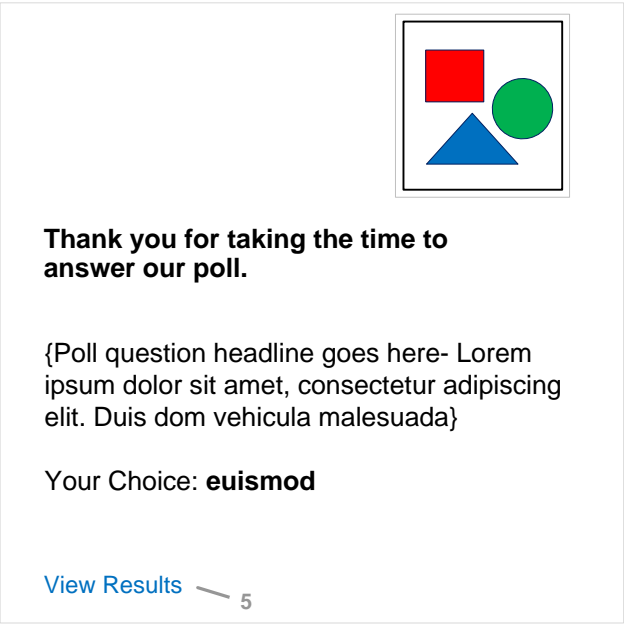 Thank you for taking the time to
answer our poll.
{Poll question headline goes here- Lorem
ipsum dolor sit amet, consectetur adipiscing
elit. Duis dom vehicula malesuada}
Your Choice: euismod
View Results
5